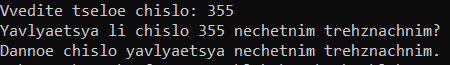 Vvedite tseloe chislo: 355
Yavlyaetsya li chislo 355 nechetnim trehznachnim?
Dannoe chislo yavlyaetsya nechetnim trehznachnim.